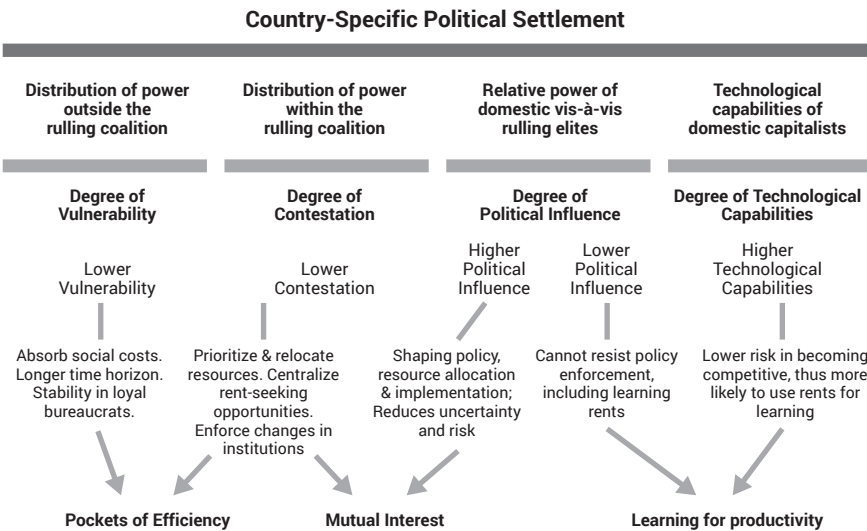 Country-Specific Political Settlement
Distribution of power
outside the
rulling coalition
Distribution of power
within the
rulling coalition
Relative power of
domestic vis-à-vis
rulling elites
Technological
capabilities of
domestic capitalists
Degree of
Vulnerability
Degree of
Contestation
Degree of
Political Influence
Degree of Technological
Capabilities
Lower
Vulnerability
Lower
Contestation
Higher
Political
Influence
Lower
Political
Influence
Higher
Technological
Capabilities
Absorb social costs.
Longer time horizon.
Stability in loyal
bureaucrats.
Prioritize & relocate
resources. Centralize
rent-seeking
opportunities.
Enforce changes in
institutions
Shaping policy,
resource allocation
& implementation;
Reduces uncertainty
and risk
Cannot resist policy
enforcement,
including learning
rents
Lower risk in becoming
competitive, thus more
likely to use rents for
learning
Pockets of Efficiency
Mutual Interest
Learning for productivity